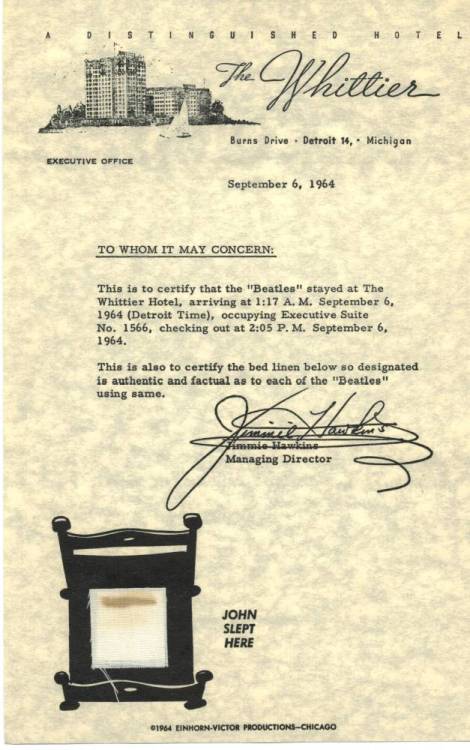 A DISTINGUISHED HOTEL
The Whittier
Burns Drive • Detroit 14, • Michigan
EXECUTIVE OFFICE
September 6, 1964
TO WHOM IT MAY CONCERN:
This is to certify that the "Beatles" stayed at The
Whittier Hotel, arriving at 1:17 A. M. September 6,
1964 (Detroit Time), occupying Executive Suite
No. 1566, checking out at 2:05 P. M. September 6,
1964.
This is also to certify the bed linen below so designated
is authentic and factual as to each of the "Beatles"
using same.
Jimmie Hawkins
Jimmie Hawkins
Managing Director
JOHN
SLEPT
HERE
©1964 EINHORN-VICTOR PRODUCTIONS—CHICAGO